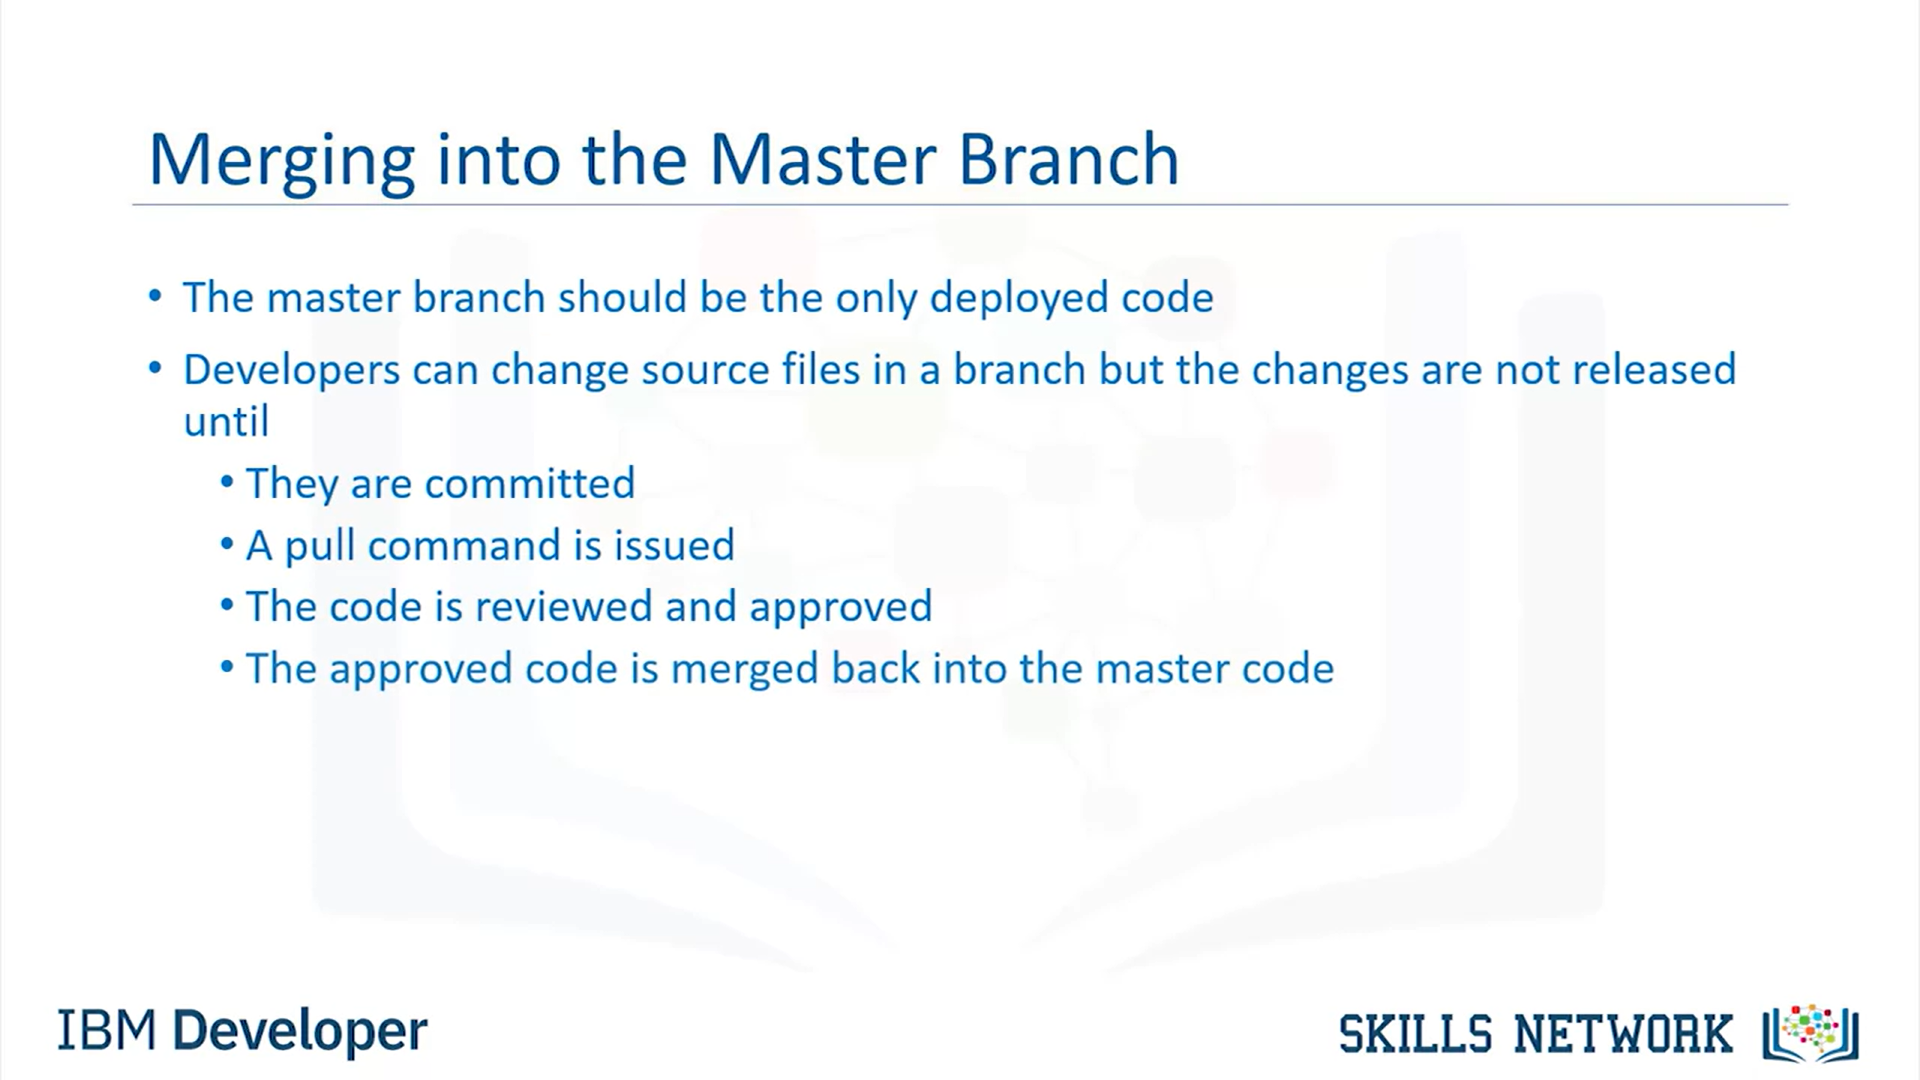 Merging into the Master Branch
• The master branch should be the only deployed code
• Developers can change source files in a branch but the changes are not released
until
• They are committed
• A pull command is issued
• The code is reviewed and approved
• The approved code is merged back into the master code
IBM Developer
SKILLS NETWORK